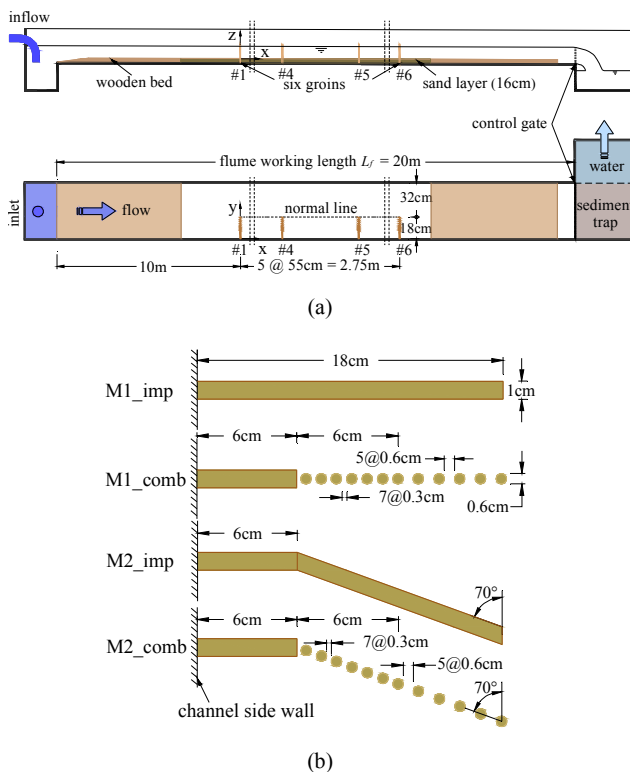 inflow
z
x
wooden bed
#1
#4
six groins
#5
#6
sand layer (16cm)
control gate
flume working length Lf = 20m
water
inlet
flow
y
normal line
32cm
18cm
sediment
trap
x
#1
#4
#5
#6
10m
5 @ 55cm = 2.75m
(a)
18cm
M1_imp
1cm
6cm
6cm
5@0.6cm
M1_comb
7@0.3cm
0.6cm
6cm
M2_imp
70°
6cm
6cm
7@0.3cm
M2_comb
5@0.6cm
70°
channel side wall
(b)